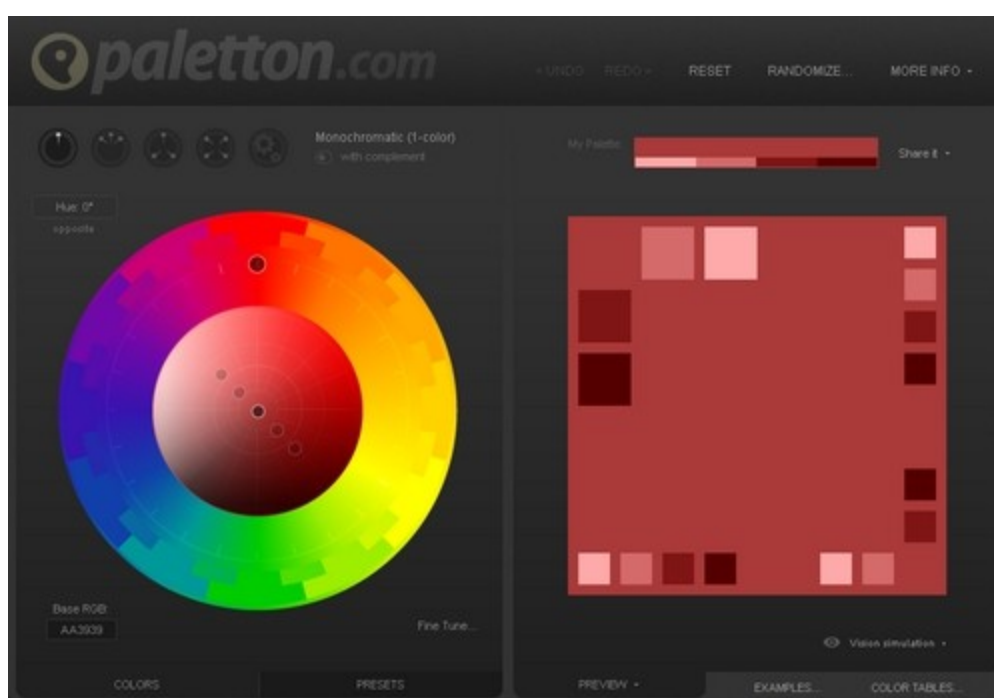 paletton.com
< UNDO REDO > RESET RANDOMIZE... MORE INFO
Monochromatic (1-color)
with complement
My Palette: Share it
Hue: 0°
opposite
Base RGB:
AA3939
Fine Tune...
Vision simulation
COLORS PRESETS PREVIEW EXAMPLES... COLOR TABLES...